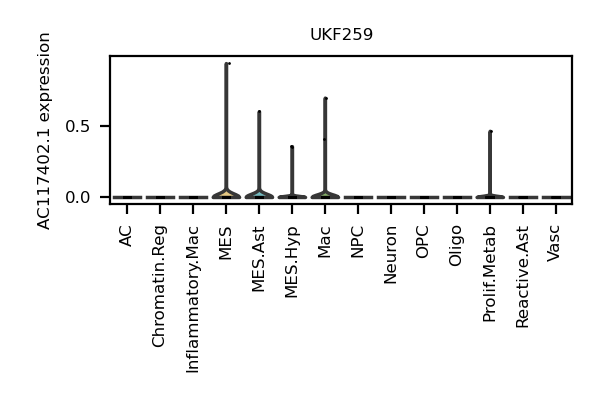 UKF259
AC117402.1 expression
0.5
0.0
AC
Chromatin.Reg
Inflammatory.Mac
MES
MES.Ast
MES.Hyp
Mac
NPC
Neuron
OPC
Oligo
Prolif.Metab
Reactive.Ast
Vasc